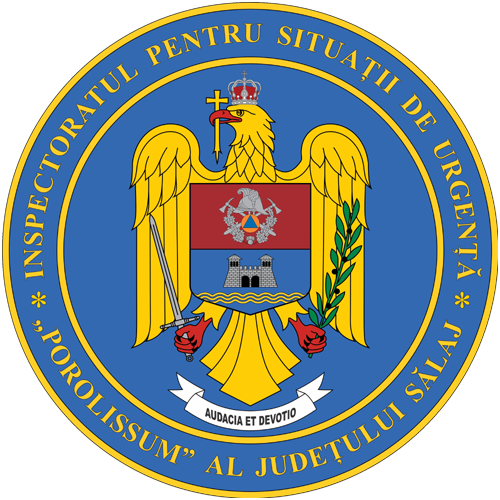 * INSPECTORATUL PENTRU SITUAȚII DE URGENȚĂ *
„POROLISSUM” AL JUDEȚULUI SĂLAJ
AUDACIA ET DEVOTIO